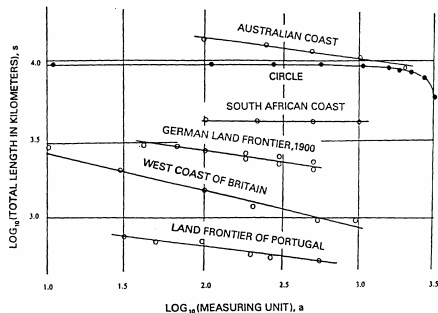 AUSTRALIAN COAST
4.0
CIRCLE
SOUTH AFRICAN COAST
GERMAN LAND FRONTIER, 1900
3.5
WEST COAST OF BRITAIN
3.0
LAND FRONTIER OF PORTUGAL
LOG₁₀ (TOTAL LENGTH IN KILOMETERS), s
1.0 1.5 2.0 2.5 3.0 3.5
LOG₁₀ (MEASURING UNIT), a